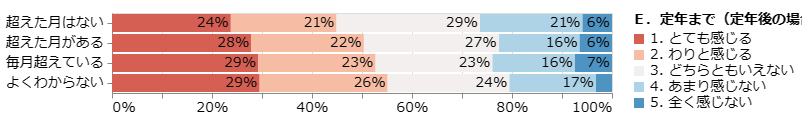 超えた月はない 24% 21% 29% 21% 6%
超えた月がある 28% 22% 27% 16% 6%
毎月超えている 29% 23% 23% 16% 7%
よくわからない 29% 26% 24% 17%
0% 20% 40% 60% 80% 100%
E. 定年まで（定年後の場
1. とても感じる
2. わりと感じる
3. どちらともいえない
4. あまり感じない
5. 全く感じない